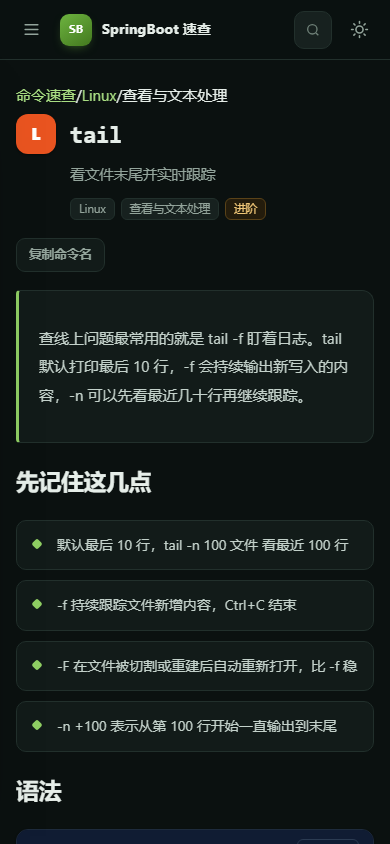 SB SpringBoot 速查
命令速查/Linux/查看与文本处理
L tail
看文件末尾并实时跟踪
Linux 查看与文本处理 进阶
复制命令名
查线上问题最常用的就是 tail -f 盯着日志。tail
默认打印最后 10 行，-f 会持续输出新写入的内
容，-n 可以先看最近几十行再继续跟踪。
先记住这几点
默认最后 10 行，tail -n 100 文件 看最近 100 行
-f 持续跟踪文件新增内容，Ctrl+C 结束
-F 在文件被切割或重建后自动重新打开，比 -f 稳
-n +100 表示从第 100 行开始一直输出到末尾
语法